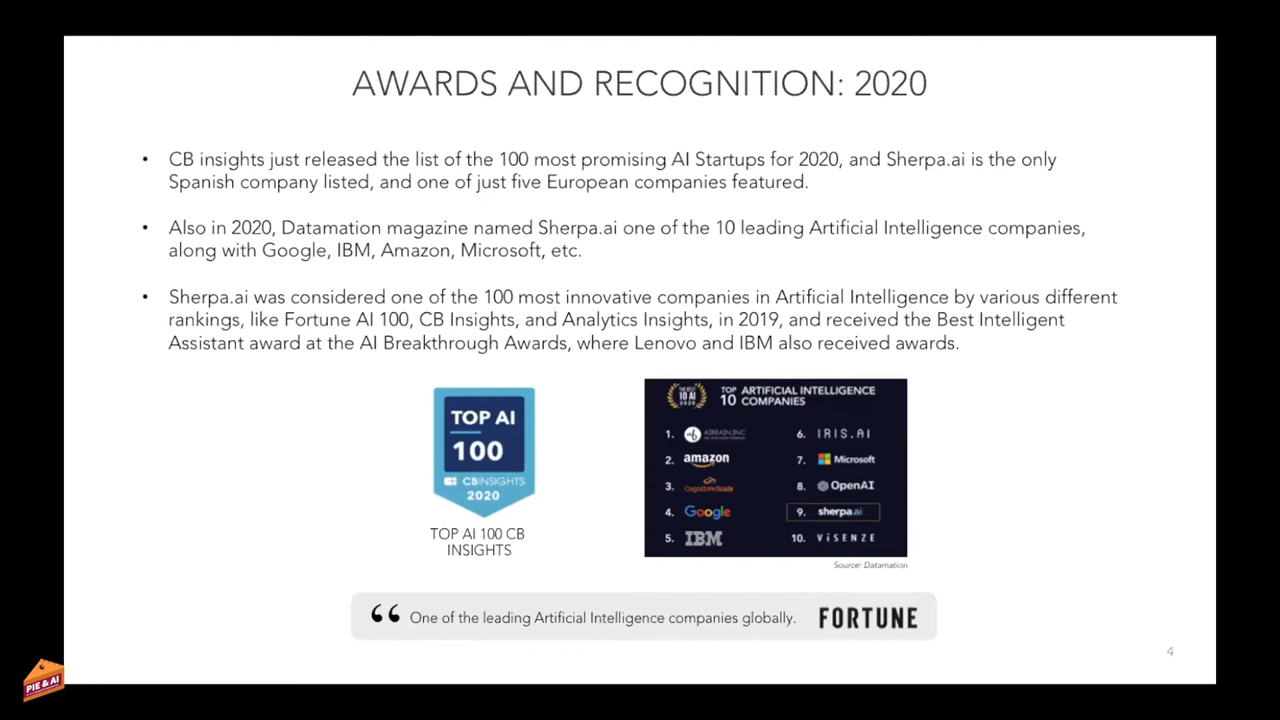 AWARDS AND RECOGNITION: 2020
• CB insights just released the list of the 100 most promising AI Startups for 2020, and Sherpa.ai is the only
Spanish company listed, and one of just five European companies featured.
• Also in 2020, Datamation magazine named Sherpa.ai one of the 10 leading Artificial Intelligence companies,
along with Google, IBM, Amazon, Microsoft, etc.
• Sherpa.ai was considered one of the 100 most innovative companies in Artificial Intelligence by various different
rankings, like Fortune AI 100, CB Insights, and Analytics Insights, in 2019, and received the Best Intelligent
Assistant award at the AI Breakthrough Awards, where Lenovo and IBM also received awards.
TOP AI
100
CBINSIGHTS
2020
TOP AI 100 CB
INSIGHTS
THE BEST
10 AI
2020
TOP 10 ARTIFICIAL INTELLIGENCE
COMPANIES
1. AIBRAIN, INC
2. amazon
3. CognitiveScale
4. Google
5. IBM
6. IRIS.AI
7. Microsoft
8. OpenAI
9. sherpa.ai
10. ViSENZE
Source: Datamation
“ One of the leading Artificial Intelligence companies globally. FORTUNE
4
PIE & AI